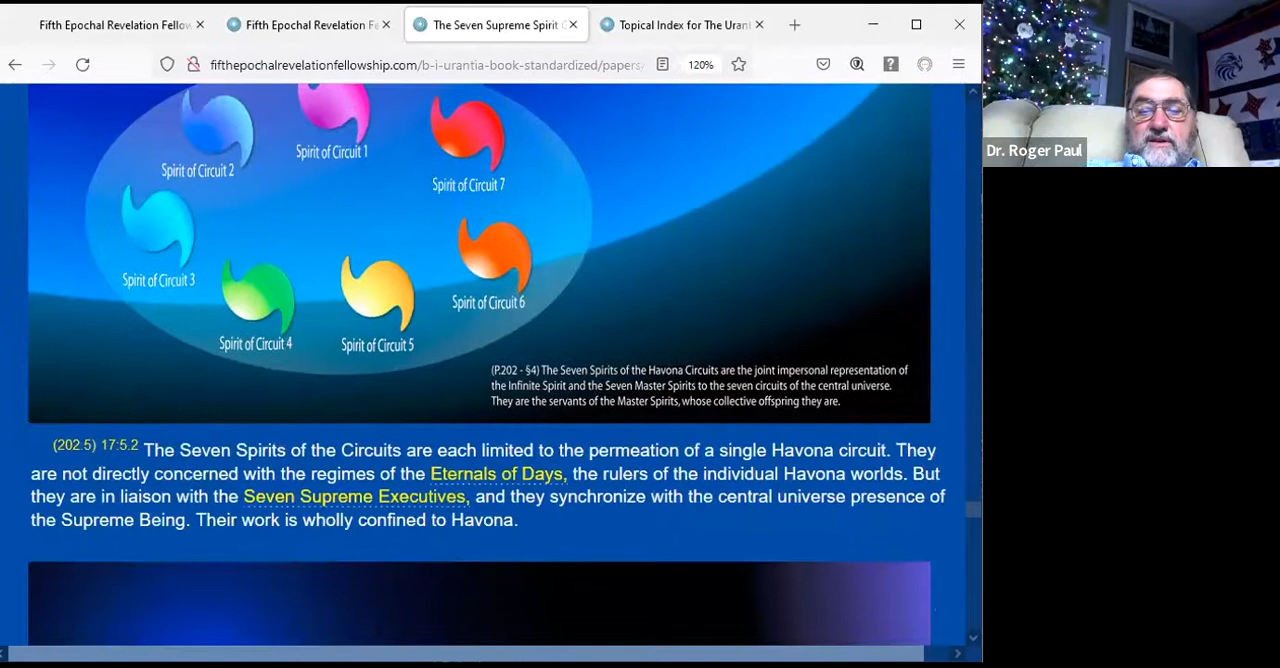 Fifth Epochal Revelation Fellow
Fifth Epochal Revelation Fe
The Seven Supreme Spirit
Topical Index for The Urant
fifthepochalrevelationfellowship.com/b-i-urantia-book-standardized/papers
120%
Dr. Roger Paul
Spirit of Circuit 1
Spirit of Circuit 2
Spirit of Circuit 7
Spirit of Circuit 3
Spirit of Circuit 6
Spirit of Circuit 4
Spirit of Circuit 5
(P.202 - §4) The Seven Spirits of the Havona Circuits are the joint impersonal representation of
the Infinite Spirit and the Seven Master Spirits to the seven circuits of the central universe.
They are the servants of the Master Spirits, whose collective offspring they are.
(202.5) 17:5.2 The Seven Spirits of the Circuits are each limited to the permeation of a single Havona circuit. They
are not directly concerned with the regimes of the Eternals of Days, the rulers of the individual Havona worlds. But
they are in liaison with the Seven Supreme Executives, and they synchronize with the central universe presence of
the Supreme Being. Their work is wholly confined to Havona.